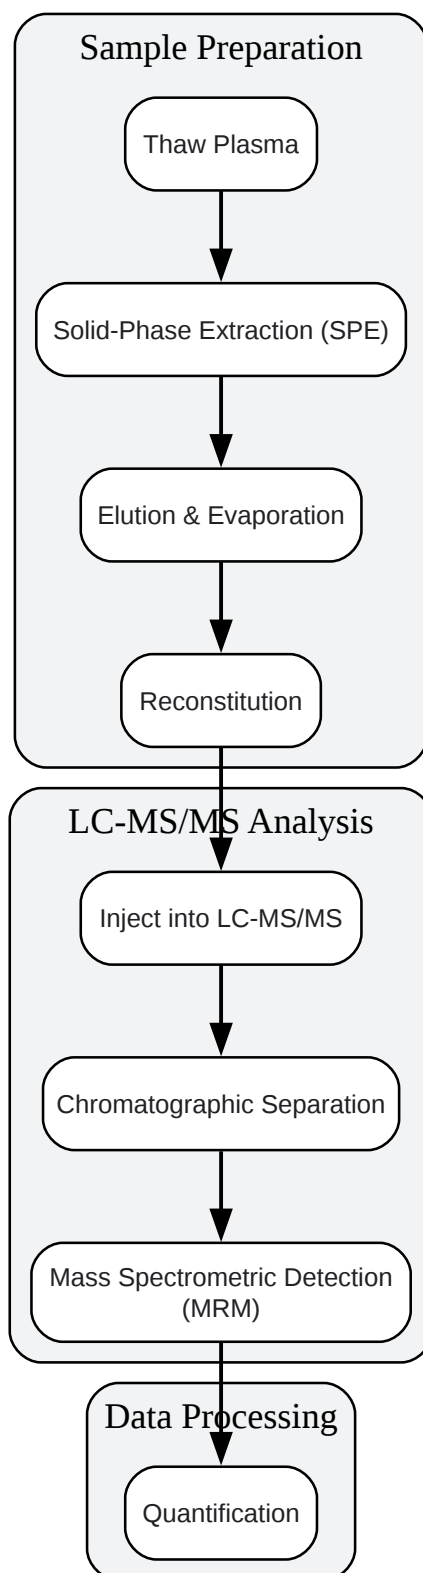 Sample Preparation
Thaw Plasma
Solid-Phase Extraction (SPE)
Elution & Evaporation
Reconstitution
LC-MS/MS Analysis
Inject into LC-MS/MS
Chromatographic Separation
Mass Spectrometric Detection
(MRM)
Data Processing
Quantification